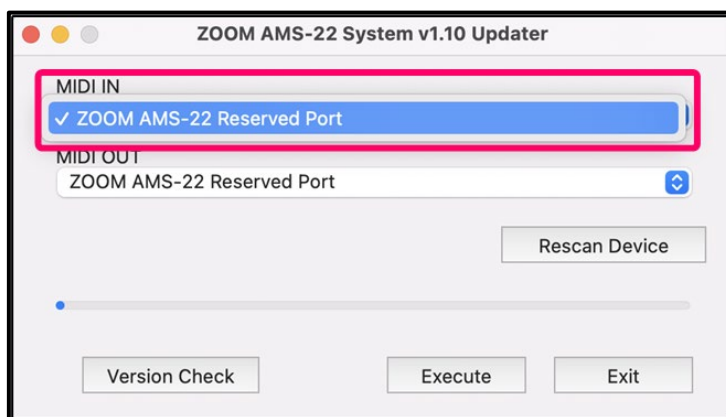 ZOOM AMS-22 System v1.10 Updater
MIDI IN
✓ ZOOM AMS-22 Reserved Port
MIDI OUT
ZOOM AMS-22 Reserved Port
Rescan Device
Version Check Execute Exit